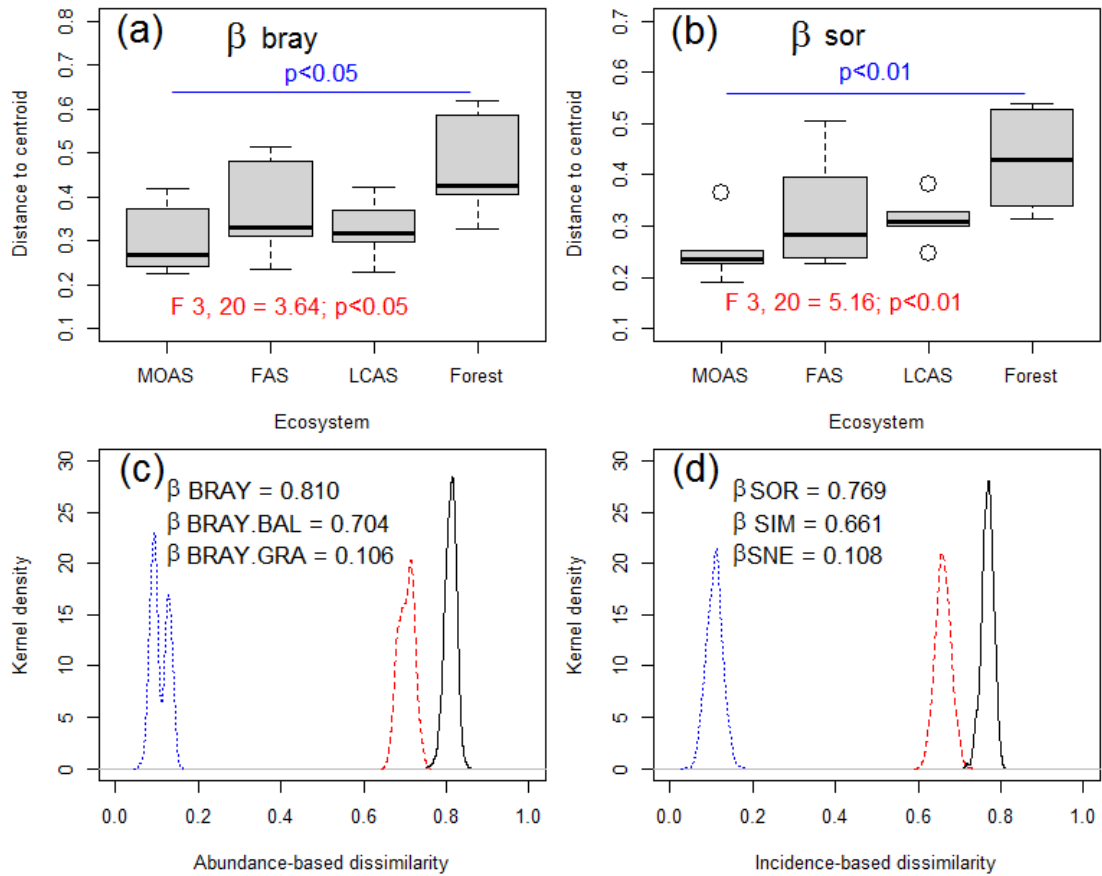 (a)
β bray
p<0.05
F 3, 20 = 3.64; p<0.05
Distance to centroid
0.8
0.7
0.6
0.5
0.4
0.3
0.2
0.1
MOAS FAS LCAS Forest
Ecosystem
(b)
β sor
p<0.01
F 3, 20 = 5.16; p<0.01
Distance to centroid
0.7
0.6
0.5
0.4
0.3
0.2
0.1
MOAS FAS LCAS Forest
Ecosystem
(c)
β BRAY = 0.810
β BRAY.BAL = 0.704
β BRAY.GRA = 0.106
Kernel density
30
25
20
15
10
5
0
0.0 0.2 0.4 0.6 0.8 1.0
Abundance-based dissimilarity
(d)
βSOR = 0.769
β SIM = 0.661
βSNE = 0.108
Kernel density
30
25
20
15
10
5
0
0.0 0.2 0.4 0.6 0.8 1.0
Incidence-based dissimilarity